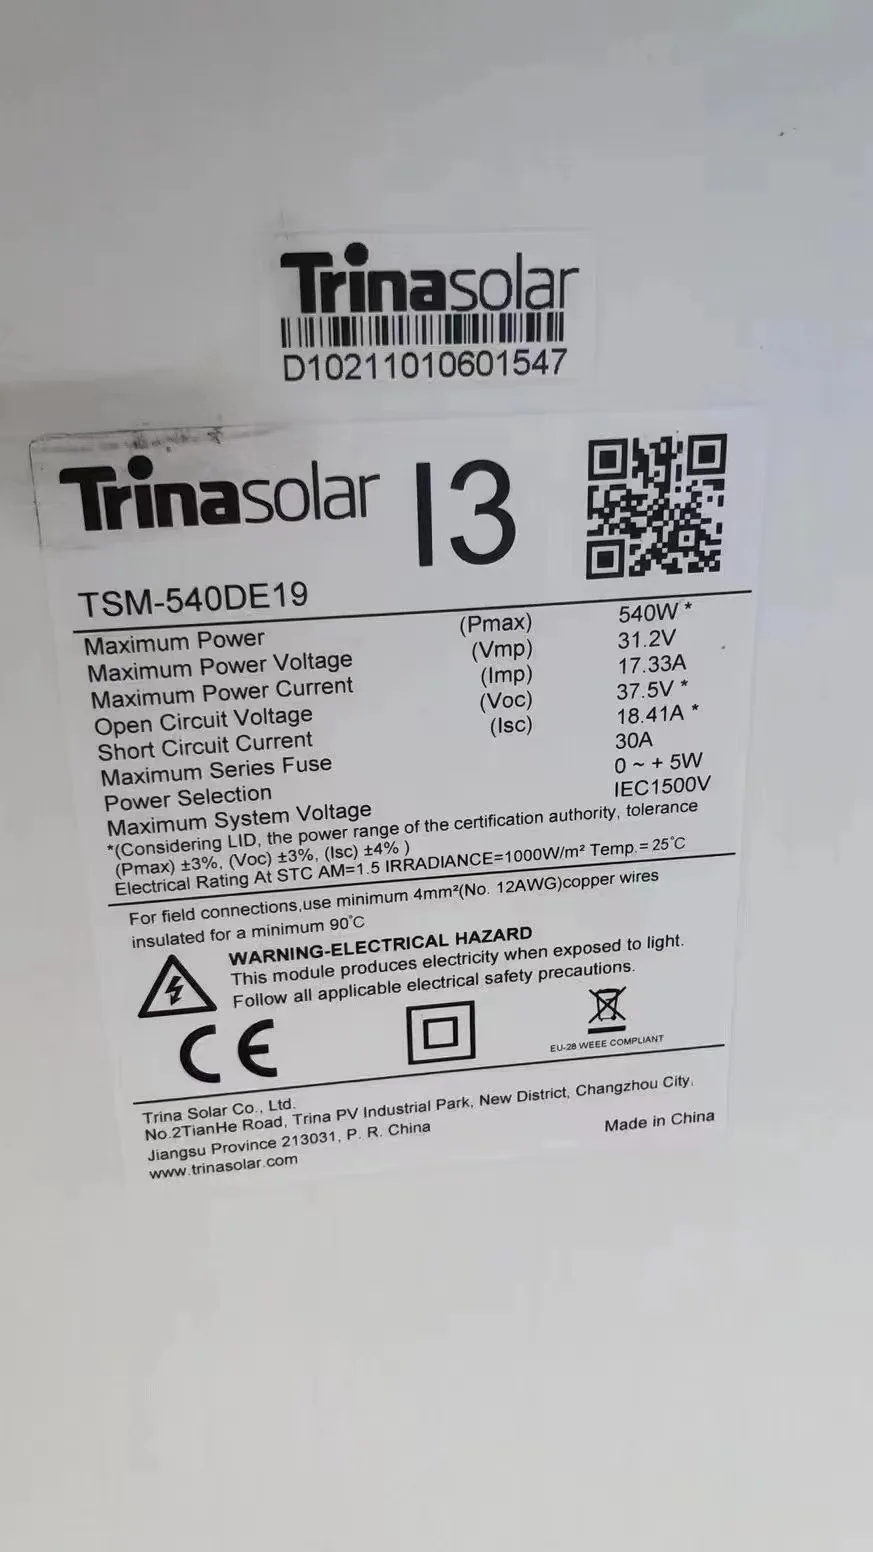 Trinasolar
D10211010601547
Trinasolar I3
TSM-540DE19
Maximum Power (Pmax) 540W *
Maximum Power Voltage (Vmp) 31.2V
Maximum Power Current (Imp) 17.33A
Open Circuit Voltage (Voc) 37.5V *
Short Circuit Current (Isc) 18.41A *
Maximum Series Fuse 30A
Power Selection 0 ~ + 5W
Maximum System Voltage IEC1500V
*(Considering LID, the power range of the certification authority, tolerance
(Pmax) ±3%, (Voc) ±3%, (Isc) ±4% )
Electrical Rating At STC AM=1.5 IRRADIANCE=1000W/m² Temp.= 25°C
For field connections,use minimum 4mm²(No. 12AWG)copper wires
insulated for a minimum 90°C
WARNING-ELECTRICAL HAZARD
This module produces electricity when exposed to light.
Follow all applicable electrical safety precautions.
CE
EU-28 WEEE COMPLIANT
Trina Solar Co., Ltd.
No.2TianHe Road, Trina PV Industrial Park, New District, Changzhou City,
Jiangsu Province 213031, P. R. China
www.trinasolar.com
Made in China